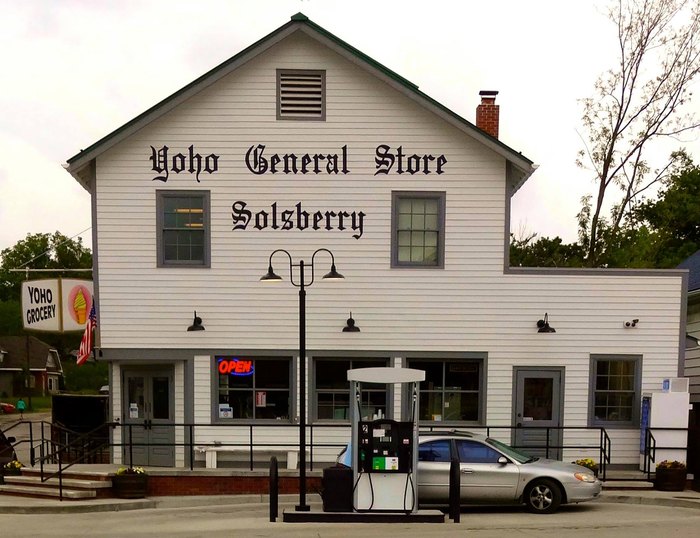 Yoho General Store
Solsberry
YOHO
GROCERY
OPEN